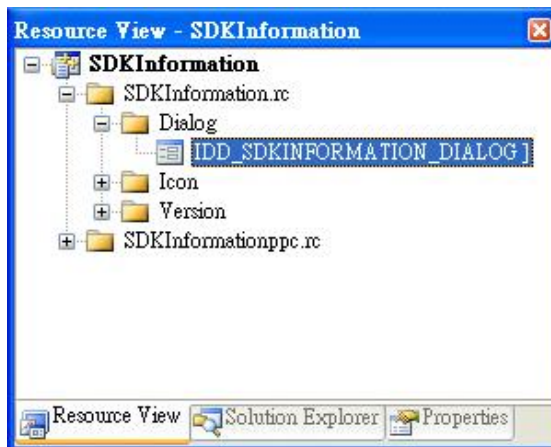 Resource View - SDKInformation
SDKInformation
SDKInformation.rc
Dialog
IDD_SDKINFORMATION_DIALOG ]
Icon
Version
SDKInformationppc.rc
Resource View Solution Explorer Properties